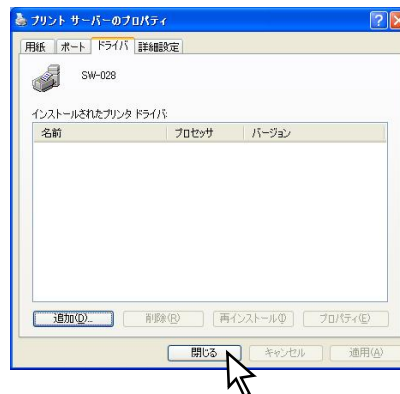 プリント サーバーのプロパティ
用紙 ポート ドライバ 詳細設定
SW-028
インストールされたプリンタ ドライバ:
名前 プロセッサ バージョン
追加(D)... 削除(R) 再インストール(I) プロパティ(E)
閉じる キャンセル 適用(A)